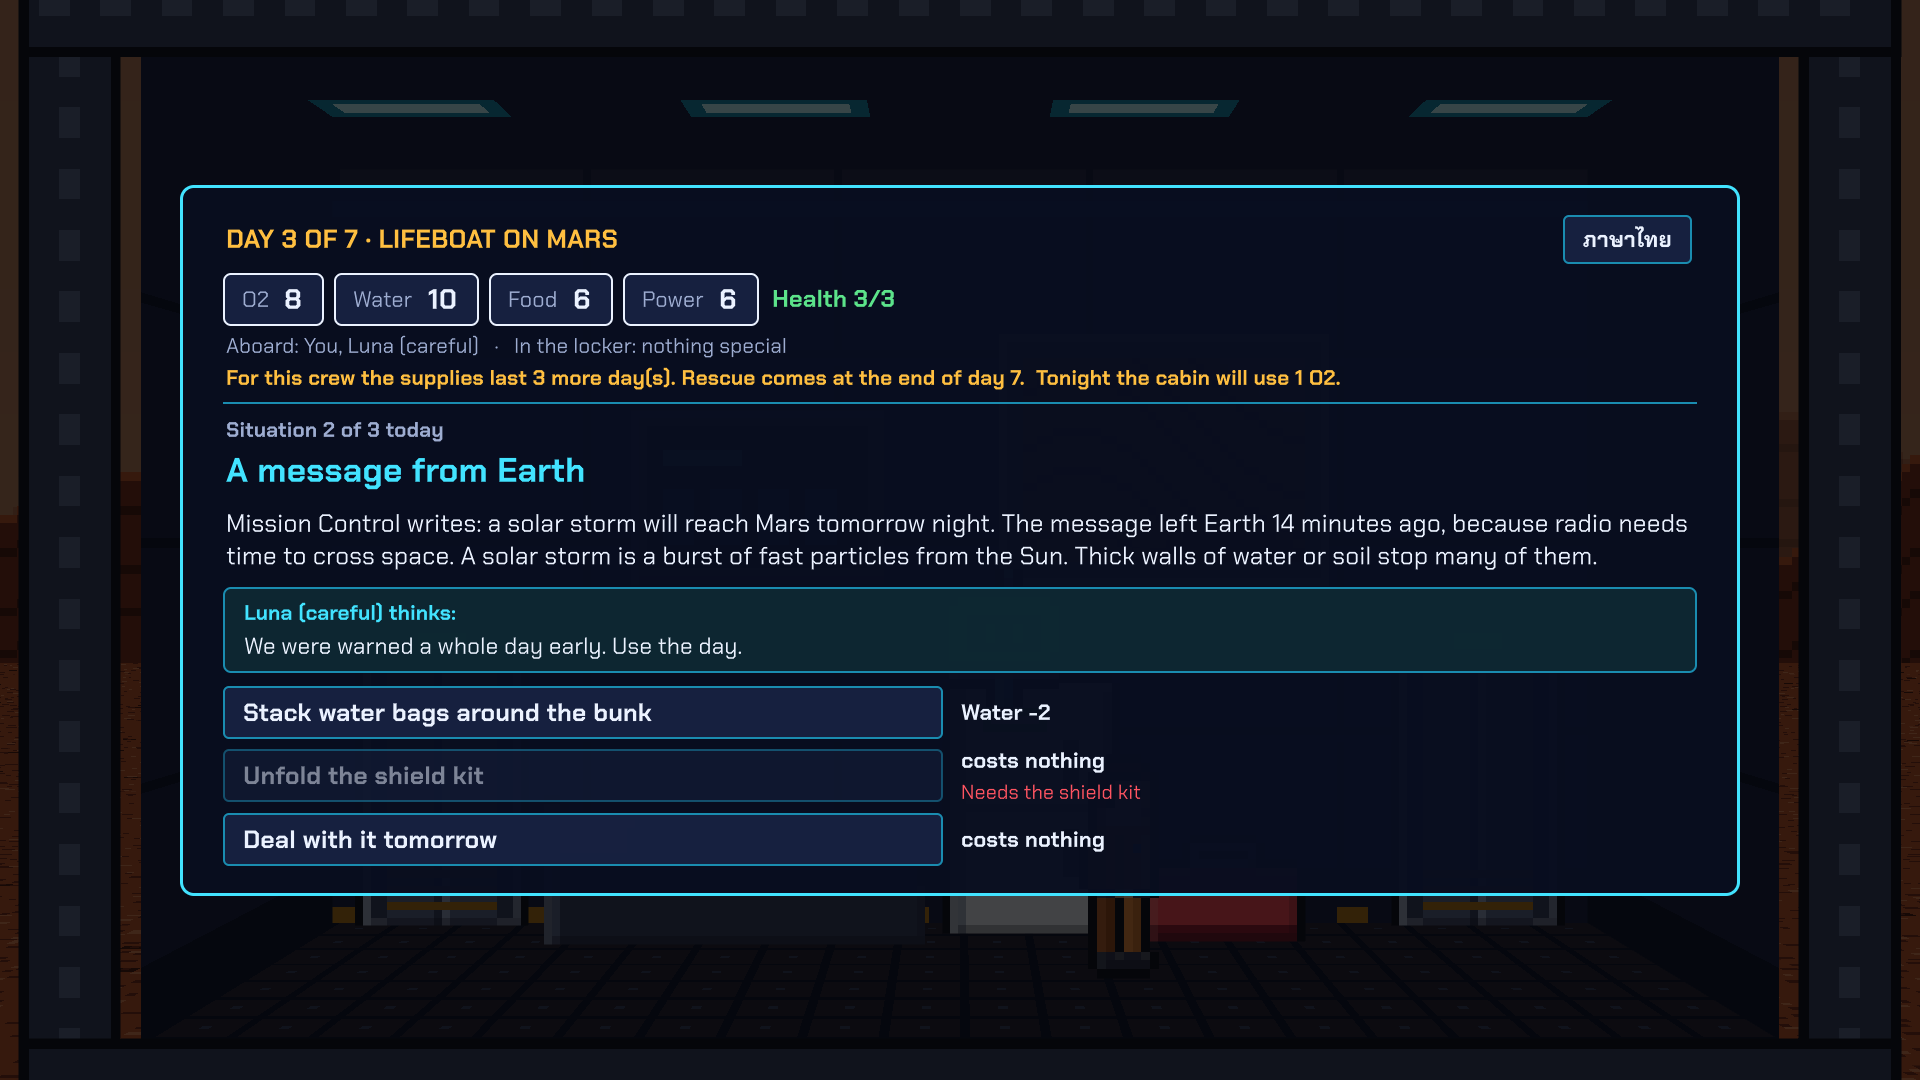 DAY 3 OF 7 · LIFEBOAT ON MARS
ภาษาไทย
O2 8
Water 10
Food 6
Power 6
Health 3/3
Aboard: You, Luna (careful) · In the locker: nothing special
For this crew the supplies last 3 more day(s). Rescue comes at the end of day 7. Tonight the cabin will use 1 O2.
Situation 2 of 3 today
A message from Earth
Mission Control writes: a solar storm will reach Mars tomorrow night. The message left Earth 14 minutes ago, because radio needs
time to cross space. A solar storm is a burst of fast particles from the Sun. Thick walls of water or soil stop many of them.
Luna (careful) thinks:
We were warned a whole day early. Use the day.
Stack water bags around the bunk
Water -2
Unfold the shield kit
costs nothing
Needs the shield kit
Deal with it tomorrow
costs nothing